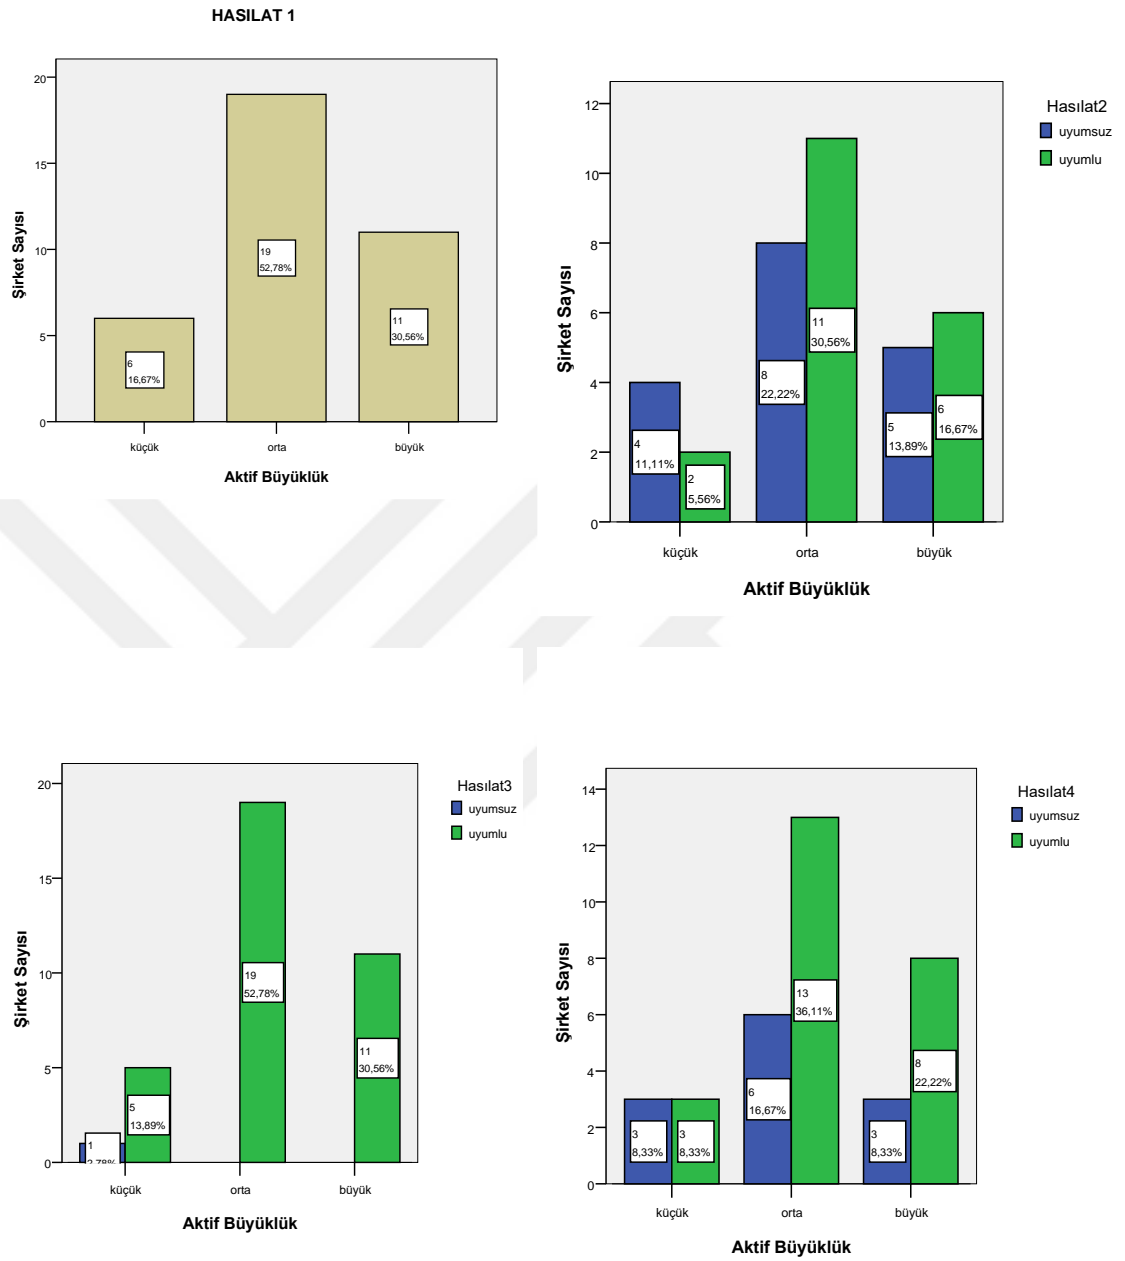 HASILAT 1
20
15
10
5
0
Şirket Sayısı
6
16,67%
19
52,78%
11
30,56%
küçük
orta
büyük
Aktif Büyüklük
12
10
8
6
4
2
0
Şirket Sayısı
4
11,11%
2
5,56%
8
22,22%
11
30,56%
5
13,89%
6
16,67%
küçük
orta
büyük
Aktif Büyüklük
Hasılat2
uyumsuz
uyumlu
20
15
10
5
0
Şirket Sayısı
1
2,78%
5
13,89%
19
52,78%
11
30,56%
küçük
orta
büyük
Aktif Büyüklük
Hasılat3
uyumsuz
uyumlu
14
12
10
8
6
4
2
0
Şirket Sayısı
3
8,33%
3
8,33%
6
16,67%
13
36,11%
3
8,33%
8
22,22%
küçük
orta
büyük
Aktif Büyüklük
Hasılat4
uyumsuz
uyumlu